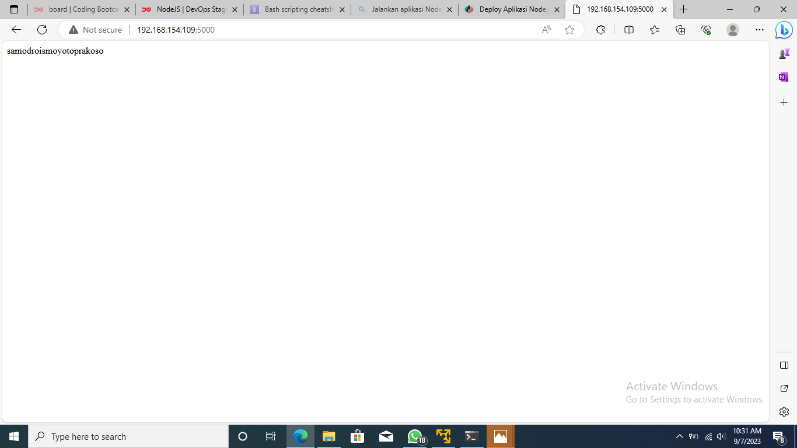 board | Coding Bootca
NodeJS | DevOps Stag
Bash scripting cheatsh
Jalankan aplikasi Node
Deploy Aplikasi Node.
192.168.154.109:5000
Not secure
192.168.154.109:5000
samodroismoyotoprakoso
Activate Windows
Go to Settings to activate Windows.
Type here to search
18
10:31 AM
9/7/2023